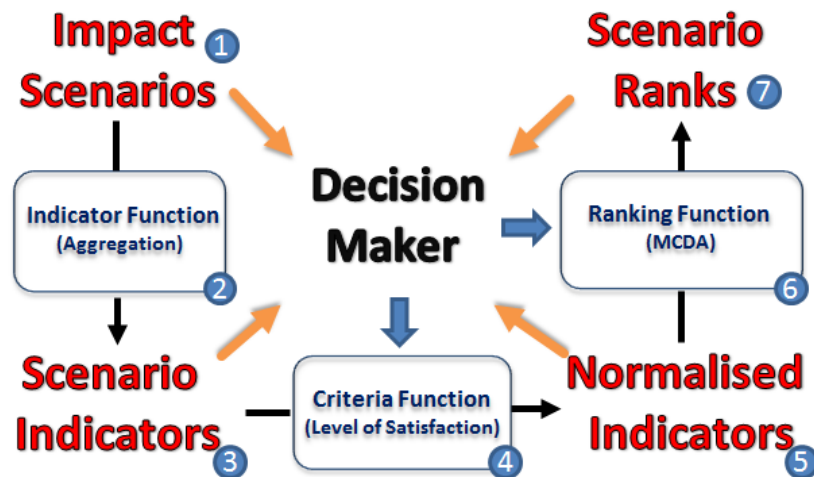 Impact
Scenarios
1
Indicator Function
(Aggregation)
2
Scenario
Indicators
3
Decision
Maker
Criteria Function
(Level of Satisfaction)
4
Normalised
Indicators
5
Ranking Function
(MCDA)
6
Scenario
Ranks
7